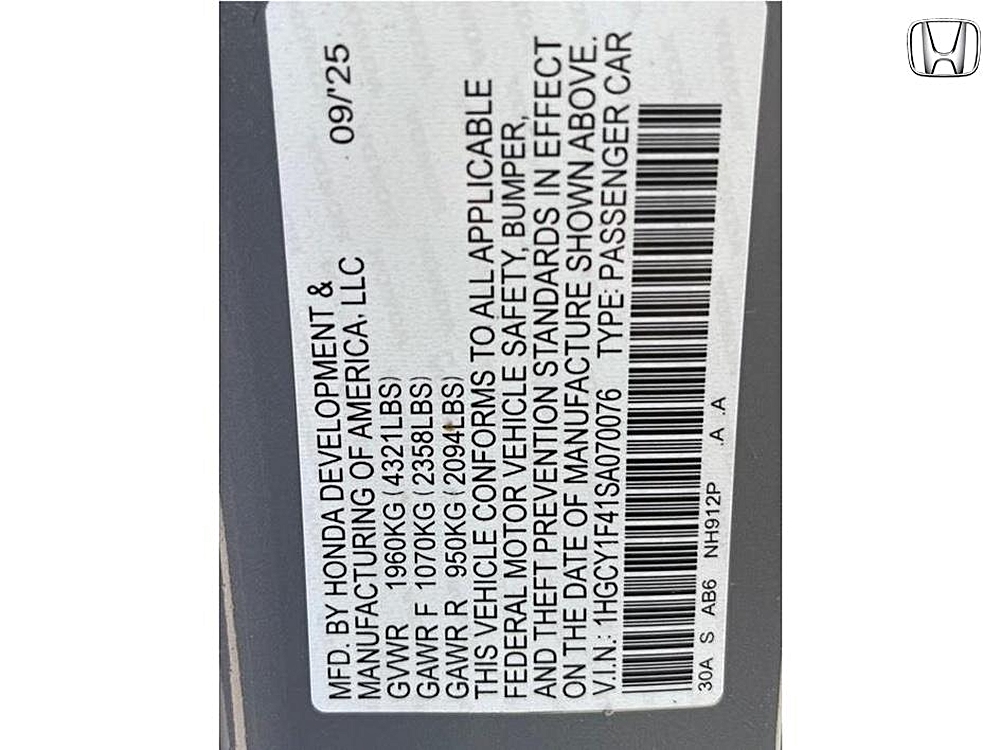 09/'25
MFD. BY HONDA DEVELOPMENT &
MANUFACTURING OF AMERICA, LLC
GVWR 1960KG (4321LBS)
GAWR F 1070KG (2358LBS)
GAWR R 950KG (2094LBS)
THIS VEHICLE CONFORMS TO ALL APPLICABLE
FEDERAL MOTOR VEHICLE SAFETY, BUMPER,
AND THEFT PREVENTION STANDARDS IN EFFECT
ON THE DATE OF MANUFACTURE SHOWN ABOVE.
V.I.N.: 1HGCY1F41SA070076 TYPE: PASSENGER CAR
30A S AB6 NH912P .A .A